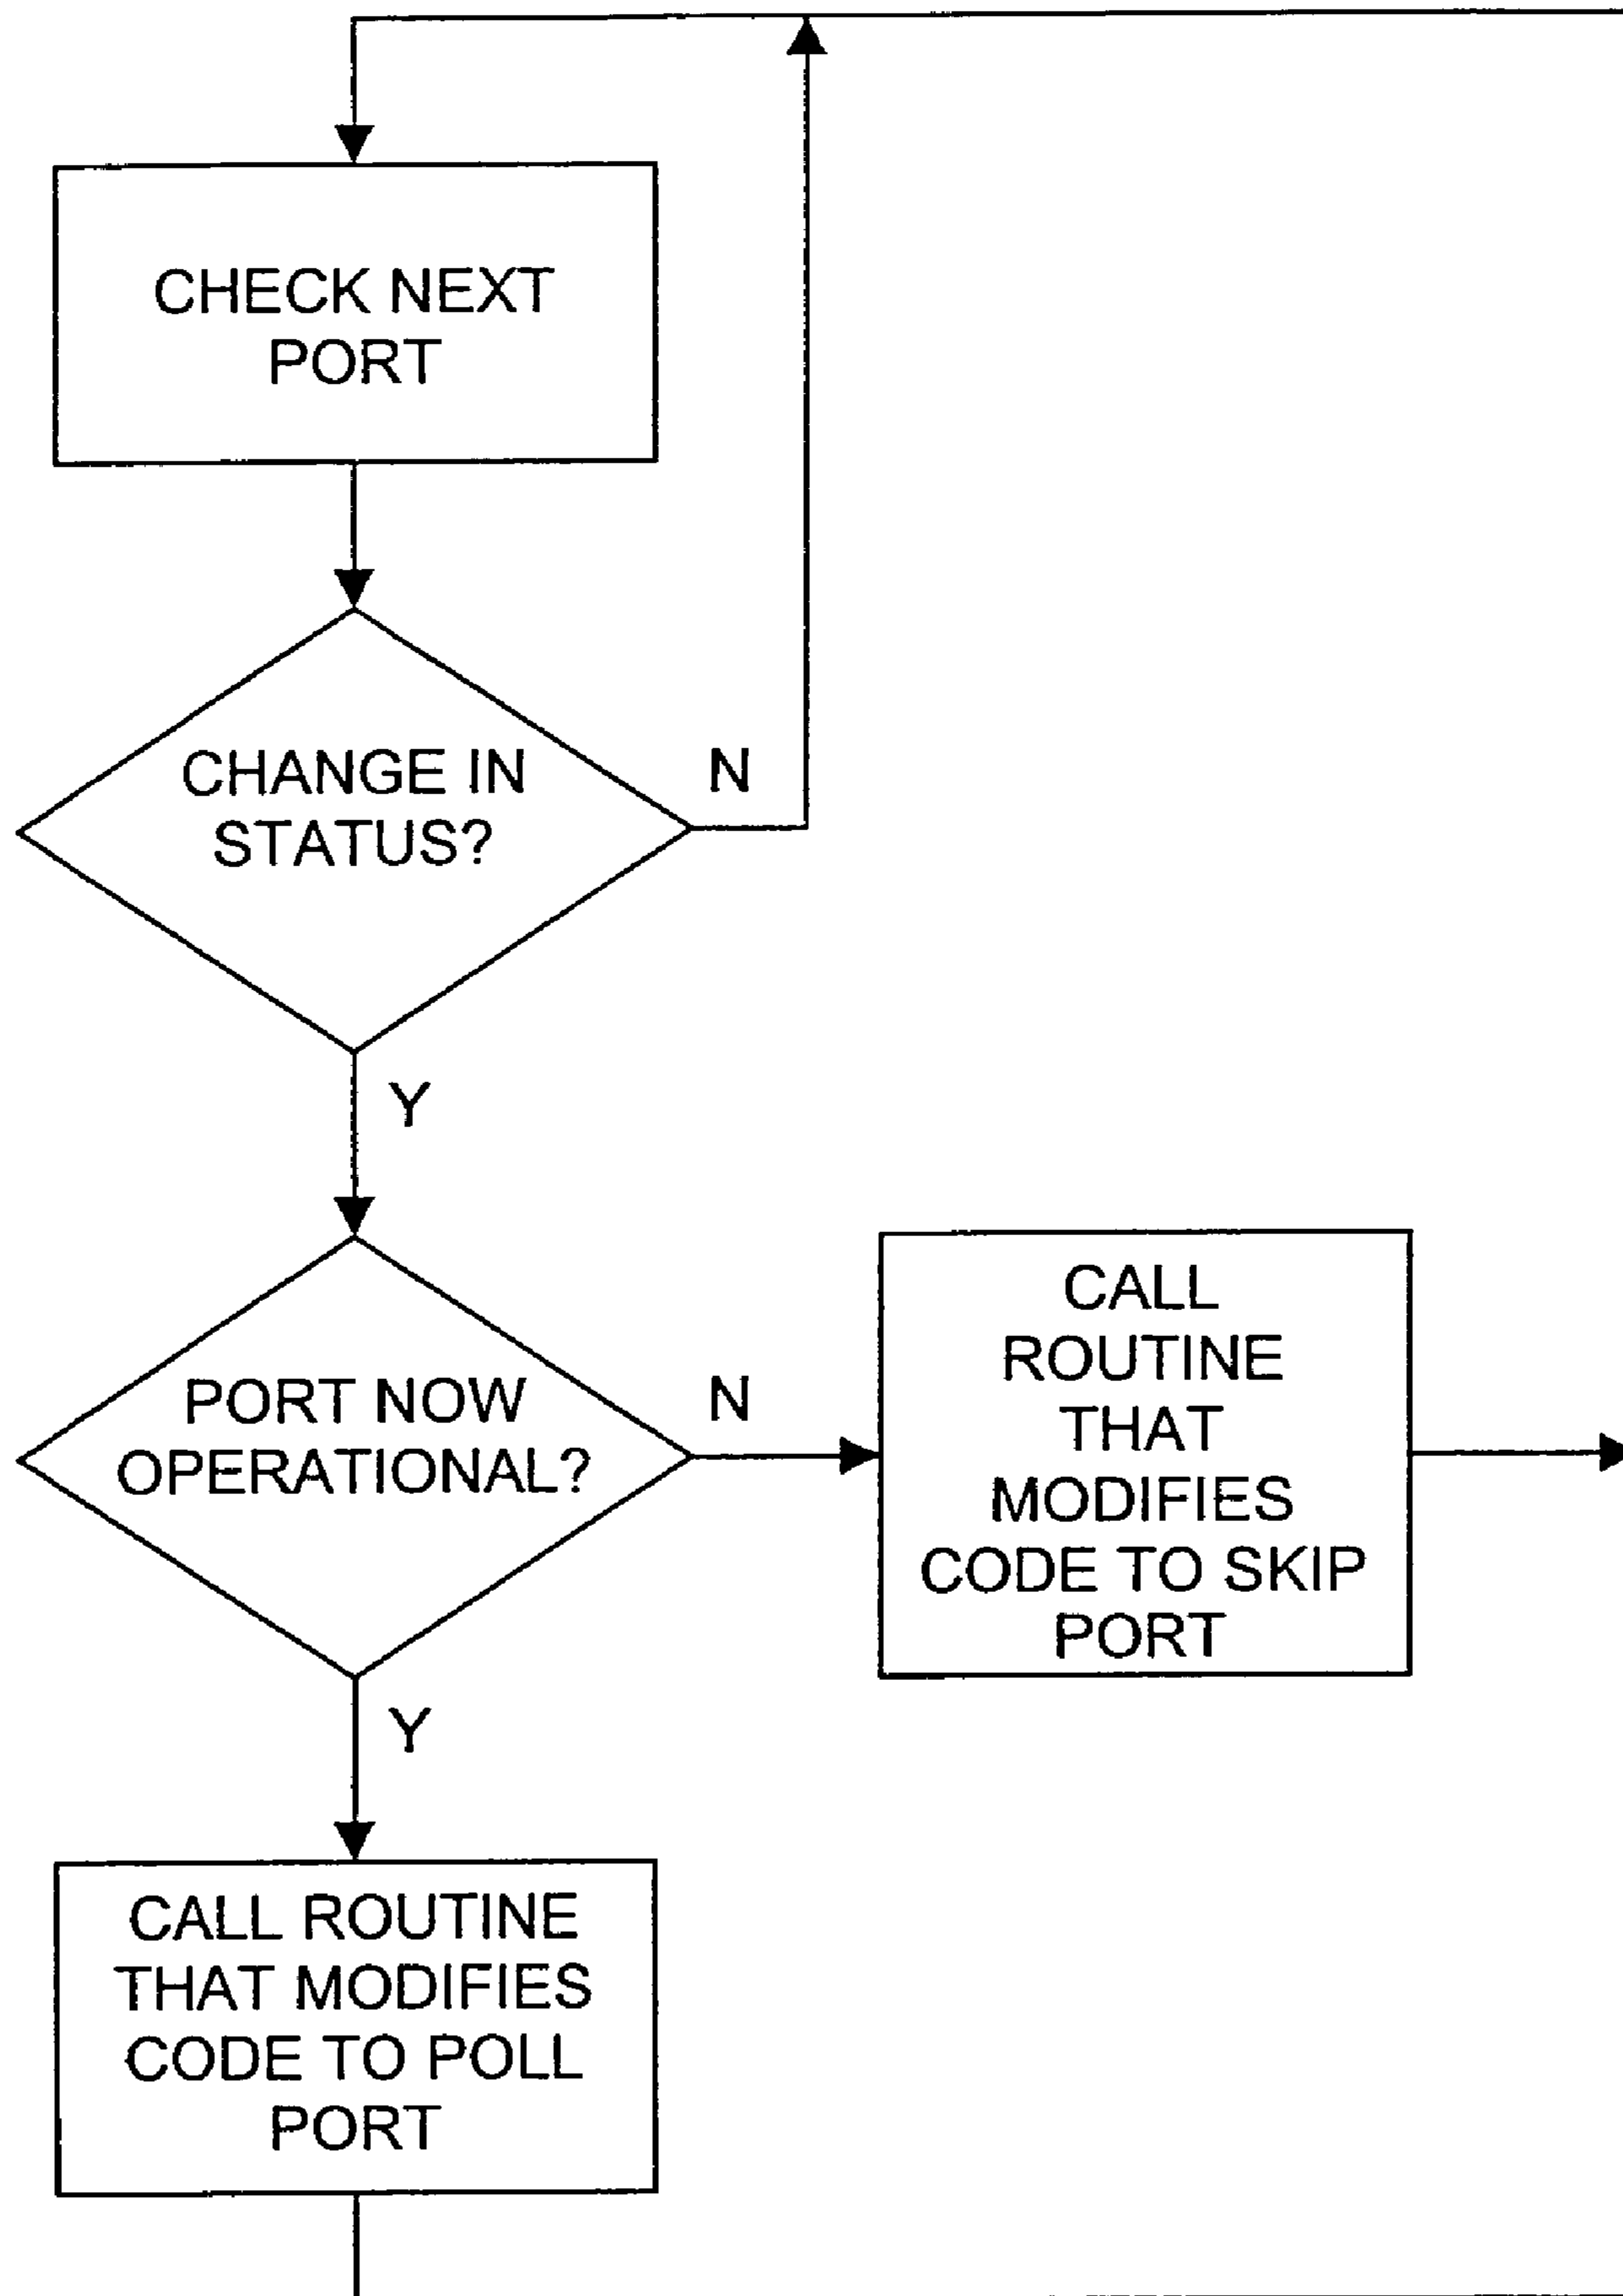 CHECK NEXT
PORT
CHANGE IN
STATUS?
N
Y
PORT NOW
OPERATIONAL?
N
CALL
ROUTINE
THAT
MODIFIES
CODE TO SKIP
PORT
Y
CALL ROUTINE
THAT MODIFIES
CODE TO POLL
PORT